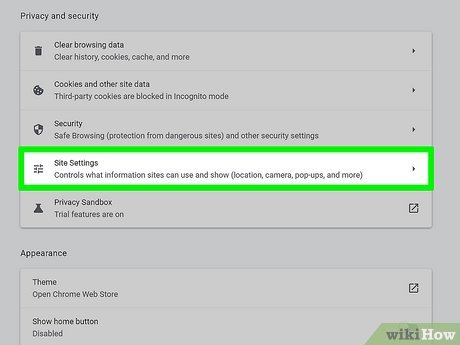 Privacy and security
Clear browsing data
Clear history, cookies, cache, and more
Cookies and other site data
Third-party cookies are blocked in Incognito mode
Security
Safe Browsing (protection from dangerous sites) and other security settings
Site Settings
Controls what information sites can use and show (location, camera, pop-ups, and more)
Privacy Sandbox
Trial features are on
Appearance
Theme
Open Chrome Web Store
Show home button
Disabled
wikiHow